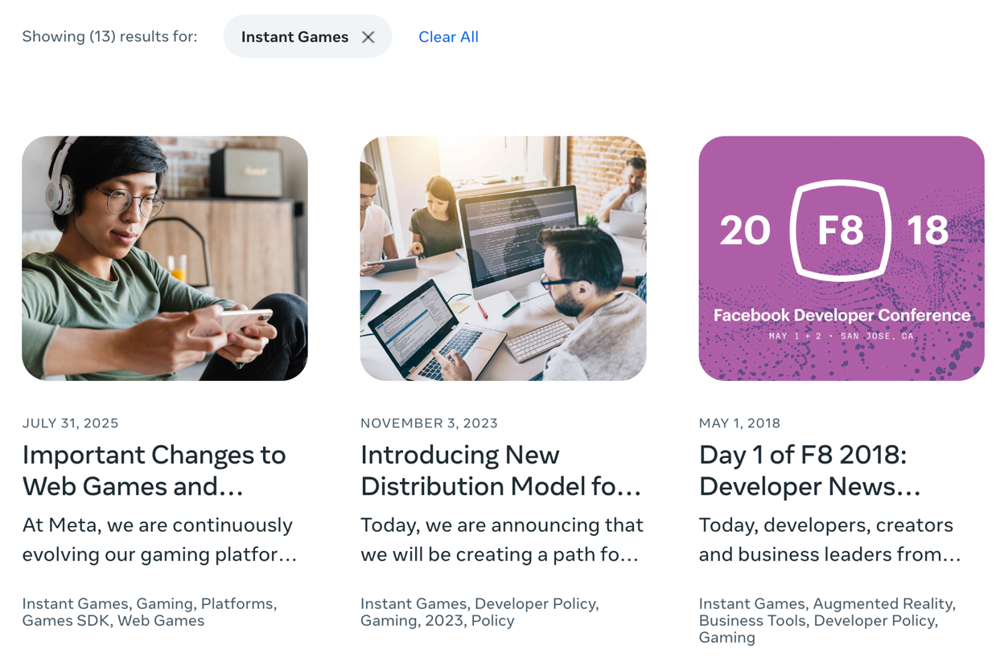 Showing (13) results for:
Instant Games
Clear All
20 F8 18
Facebook Developer Conference
MAY 1 + 2 • SAN JOSE, CA
JULY 31, 2025
Important Changes to
Web Games and...
At Meta, we are continuously
evolving our gaming platfor...
Instant Games, Gaming, Platforms,
Games SDK, Web Games
NOVEMBER 3, 2023
Introducing New
Distribution Model fo...
Today, we are announcing that
we will be creating a path fo...
Instant Games, Developer Policy,
Gaming, 2023, Policy
MAY 1, 2018
Day 1 of F8 2018:
Developer News...
Today, developers, creators
and business leaders from...
Instant Games, Augmented Reality,
Business Tools, Developer Policy,
Gaming